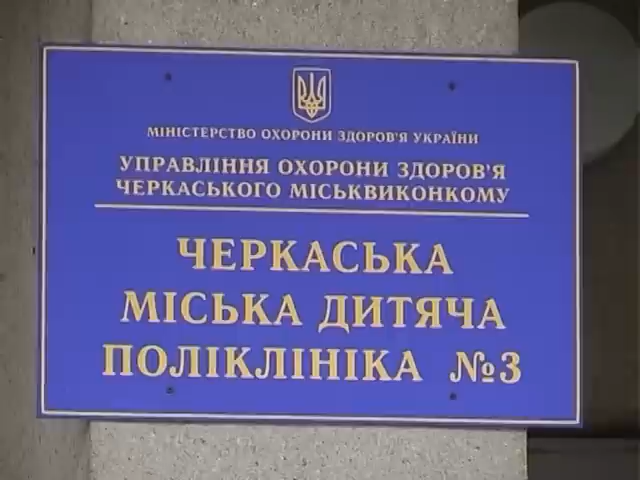 МІНІСТЕРСТВО ОХОРОНИ ЗДОРОВ'Я УКРАЇНИ
УПРАВЛІННЯ ОХОРОНИ ЗДОРОВ'Я
ЧЕРКАСЬКОГО МІСЬКВИКОНКОМУ
ЧЕРКАСЬКА
МІСЬКА ДИТЯЧА
ПОЛІКЛІНІКА №3